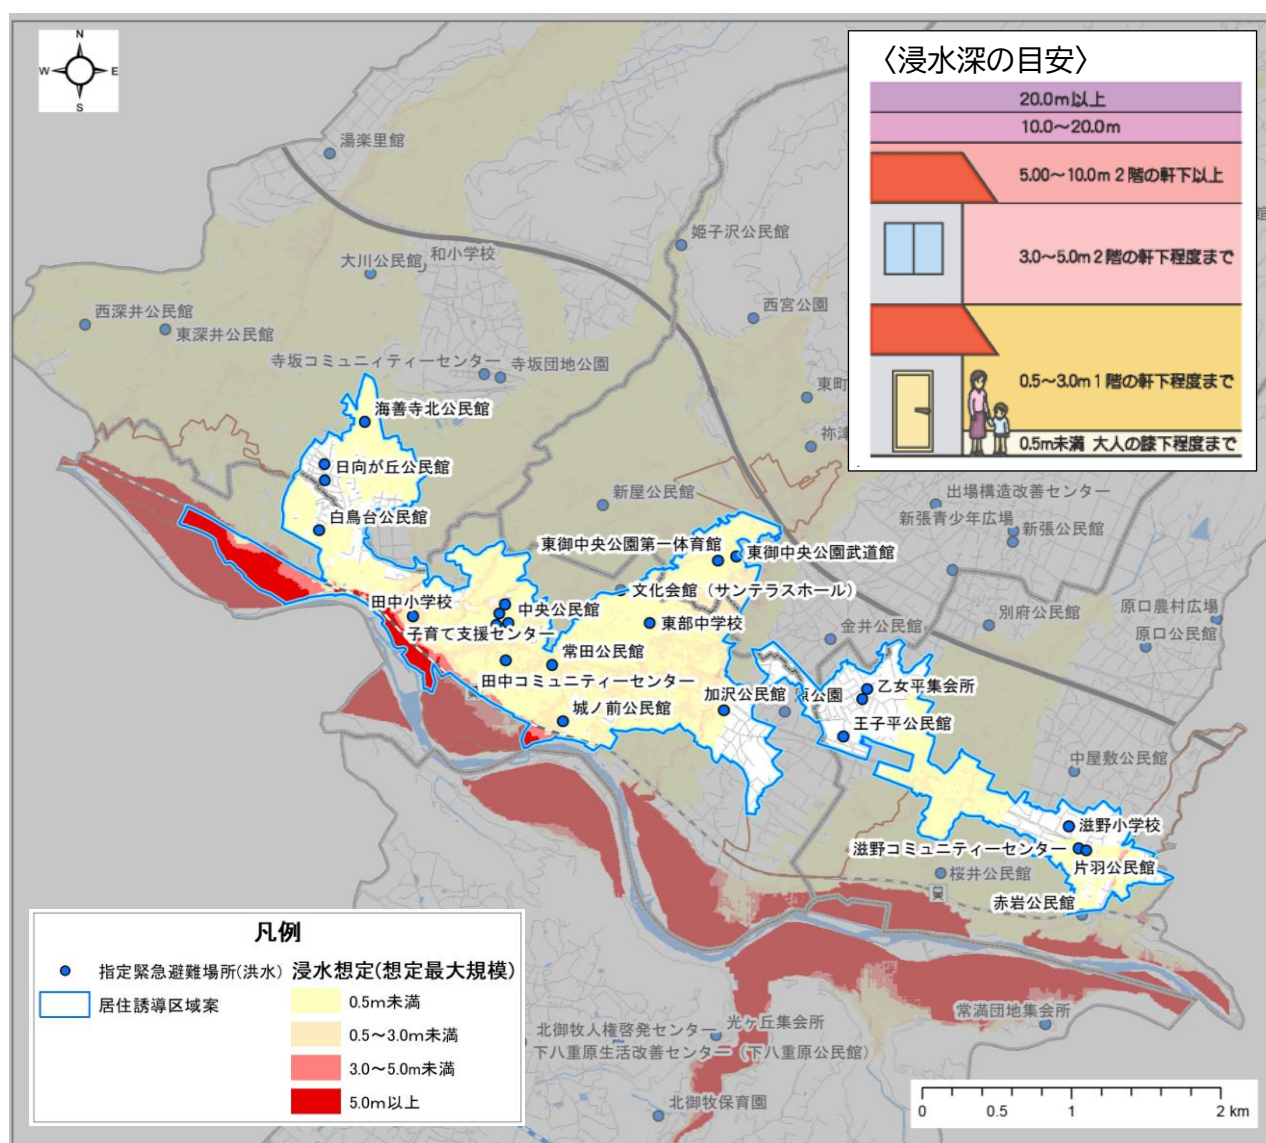 N
W
E
S
〈浸水深の目安〉
20.0m以上
10.0〜20.0m
5.00〜10.0m 2階の軒下以上
3.0〜5.0m 2階の軒下程度まで
0.5〜3.0m 1階の軒下程度まで
0.5m未満 大人の膝下程度まで
湯楽里館
和小学校
大川公民館
姫子沢公民館
西宮公園
西深井公民館
東深井公民館
寺坂コミュニィティーセンター
寺坂団地公園
東町
祢津
海善寺北公民館
日向が丘公民館
白鳥台公民館
新屋公民館
出場構造改善センター
新張青少年広場
新張公民館
東御中央公園第一体育館
東御中央公園武道館
文化会館(サンテラスホール)
田中小学校
中央公民館
子育て支援センター
東部中学校
常田公民館
田中コミュニティーセンター
金井公民館
別府公民館
原口農村広場
原口公民館
加沢公民館
原公園
乙女平集会所
王子平公民館
城ノ前公民館
中屋敷公民館
滋野小学校
滋野コミュニティーセンター
片羽公民館
桜井公民館
赤岩公民館
常満団地集会所
北御牧人権啓発センター
光ヶ丘集会所
下八重原生活改善センター(下八重原公民館)
北御牧保育園
凡例
指定緊急避難場所(洪水)
居住誘導区域案
浸水想定(想定最大規模)
0.5m未満
0.5〜3.0m未満
3.0〜5.0m未満
5.0m以上
0 0.5 1 2 km